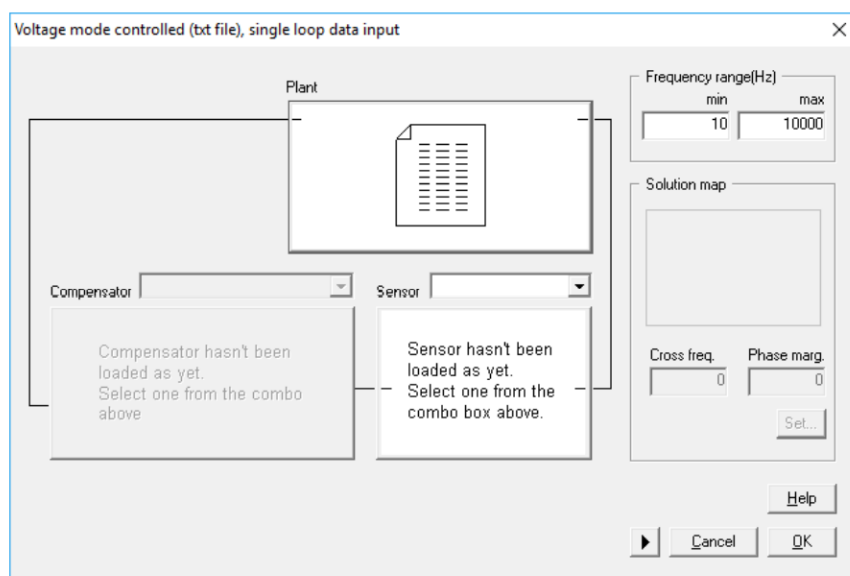 Voltage mode controlled (txt file), single loop data input
Plant
Frequency range(Hz)
min max
10 10000
Solution map
Compensator
Sensor
Compensator hasn't been
loaded as yet.
Select one from the combo
above
Sensor hasn't been
loaded as yet.
Select one from the
combo box above.
Cross freq. Phase marg.
0 0
Set...
Help
Cancel OK